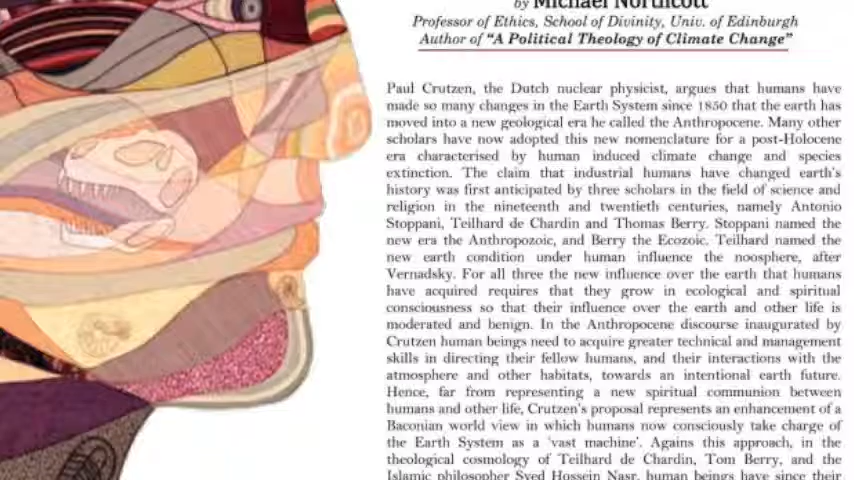 by Michael Northcott
Professor of Ethics, School of Divinity, Univ. of Edinburgh
Author of “A Political Theology of Climate Change”
Paul Crutzen, the Dutch nuclear physicist, argues that humans have
made so many changes in the Earth System since 1850 that the earth has
moved into a new geological era he called the Anthropocene. Many other
scholars have now adopted this new nomenclature for a post-Holocene
era characterised by human induced climate change and species
extinction. The claim that industrial humans have changed earth's
history was first anticipated by three scholars in the field of science and
religion in the nineteenth and twentieth centuries, namely Antonio
Stoppani, Teilhard de Chardin and Thomas Berry. Stoppani named the
new era the Anthropozoic, and Berry the Ecozoic. Teilhard named the
new earth condition under human influence the noosphere, after
Vernadsky. For all three the new influence over the earth that humans
have acquired requires that they grow in ecological and spiritual
consciousness so that their influence over the earth and other life is
moderated and benign. In the Anthropocene discourse inaugurated by
Crutzen human beings need to acquire greater technical and management
skills in directing their fellow humans, and their interactions with the
atmosphere and other habitats, towards an intentional earth future.
Hence, far from representing a new spiritual communion between
humans and other life, Crutzen's proposal represents an enhancement of a
Baconian world view in which humans now consciously take charge of
the Earth System as a 'vast machine'. Agains this approach, in the
theological cosmology of Teilhard de Chardin, Tom Berry, and the
Islamic philosopher Syed Hossein Nasr, human beings have since their